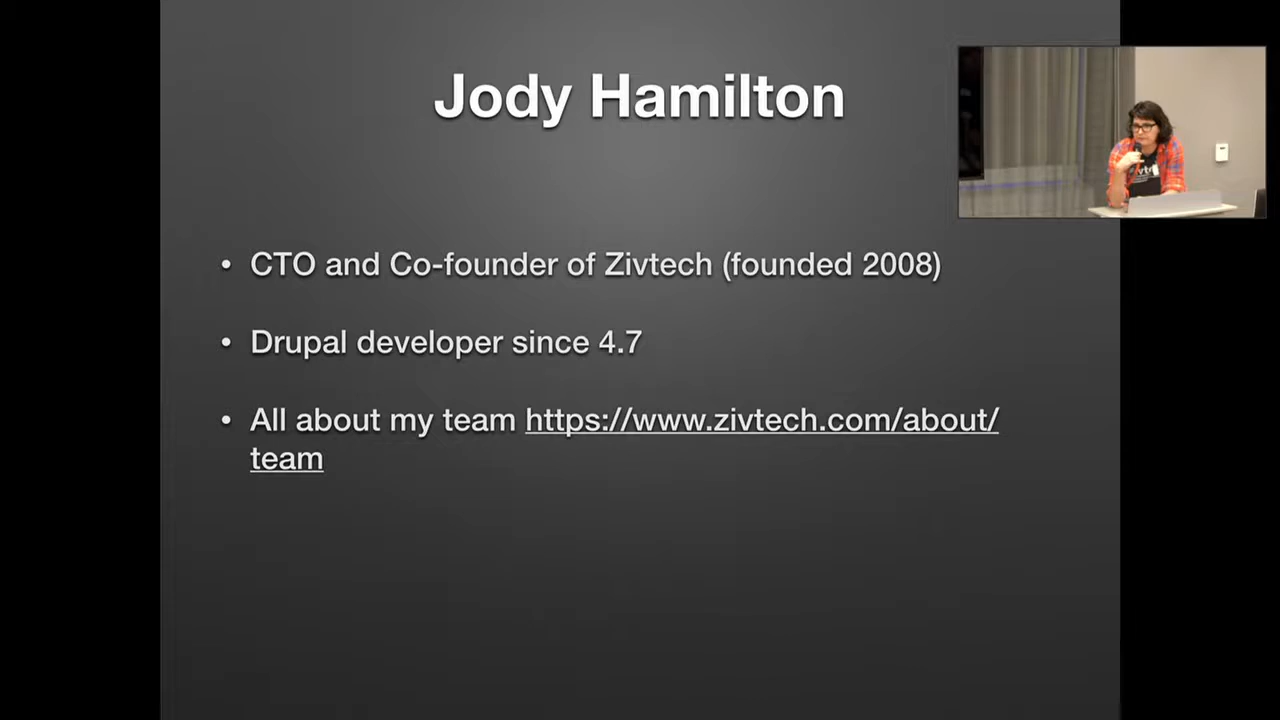 Jody Hamilton
• CTO and Co-founder of Zivtech (founded 2008)
• Drupal developer since 4.7
• All about my team https://www.zivtech.com/about/
team